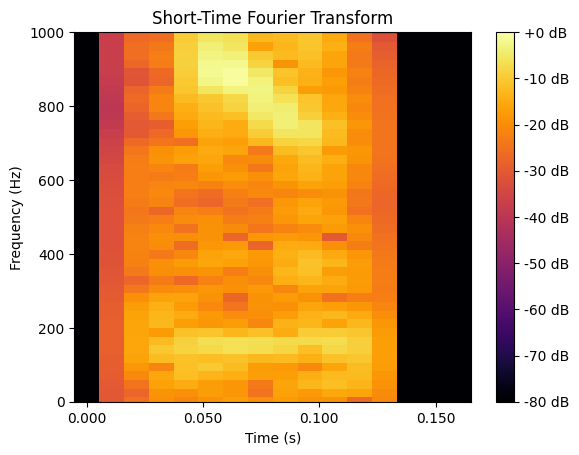 Short-Time Fourier Transform
1000
800
600
400
200
0
Frequency (Hz)
0.000
0.050
0.100
0.150
Time (s)
+0 dB
-10 dB
-20 dB
-30 dB
-40 dB
-50 dB
-60 dB
-70 dB
-80 dB